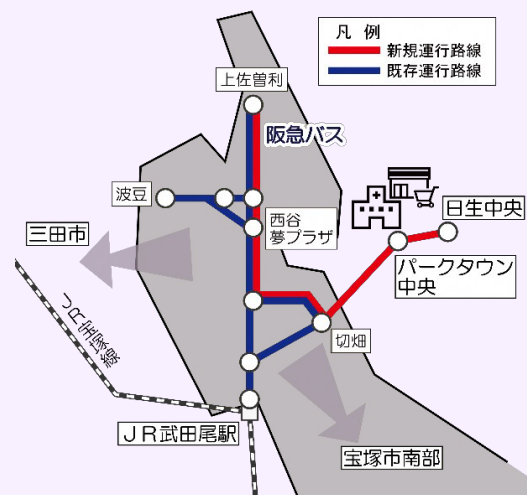 凡 例
新規運行路線
既存運行路線
上佐曽利
阪急バス
波豆
西谷
夢プラザ
日生中央
三田市
パークタウン
中央
JR宝塚線
切畑
JR武田尾駅
宝塚市南部